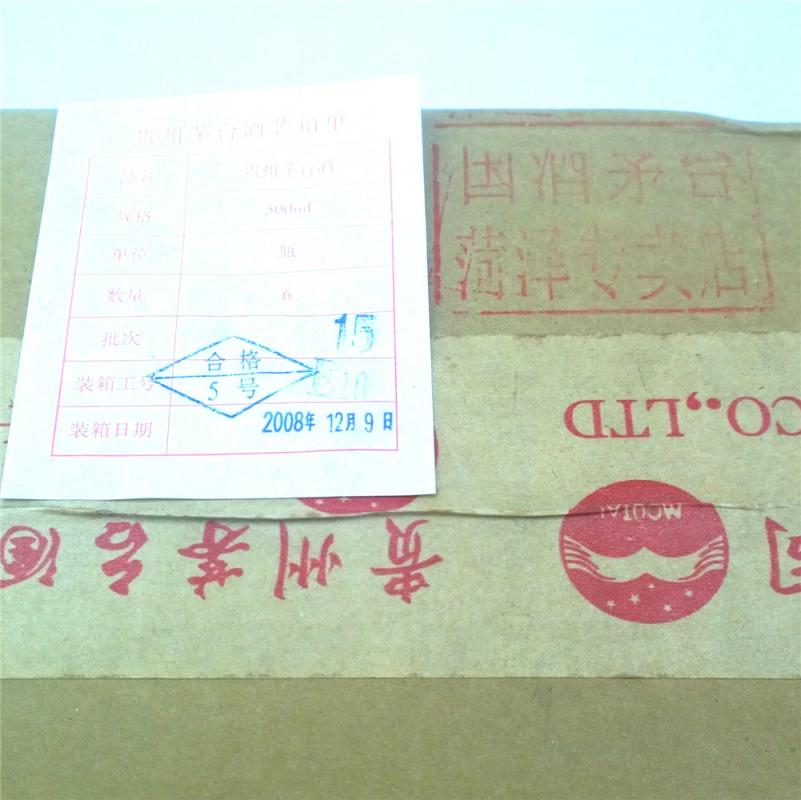 贵州茅台酒装箱单
品名 贵州茅台酒
规格 500ml
单位 瓶
数量 6
批次 15
装箱工号
合格
5号
装箱日期 2008年 12月 9日
国酒茅台
菏泽专卖店
CO.,LTD
MOUTAI
贵州茅台酒